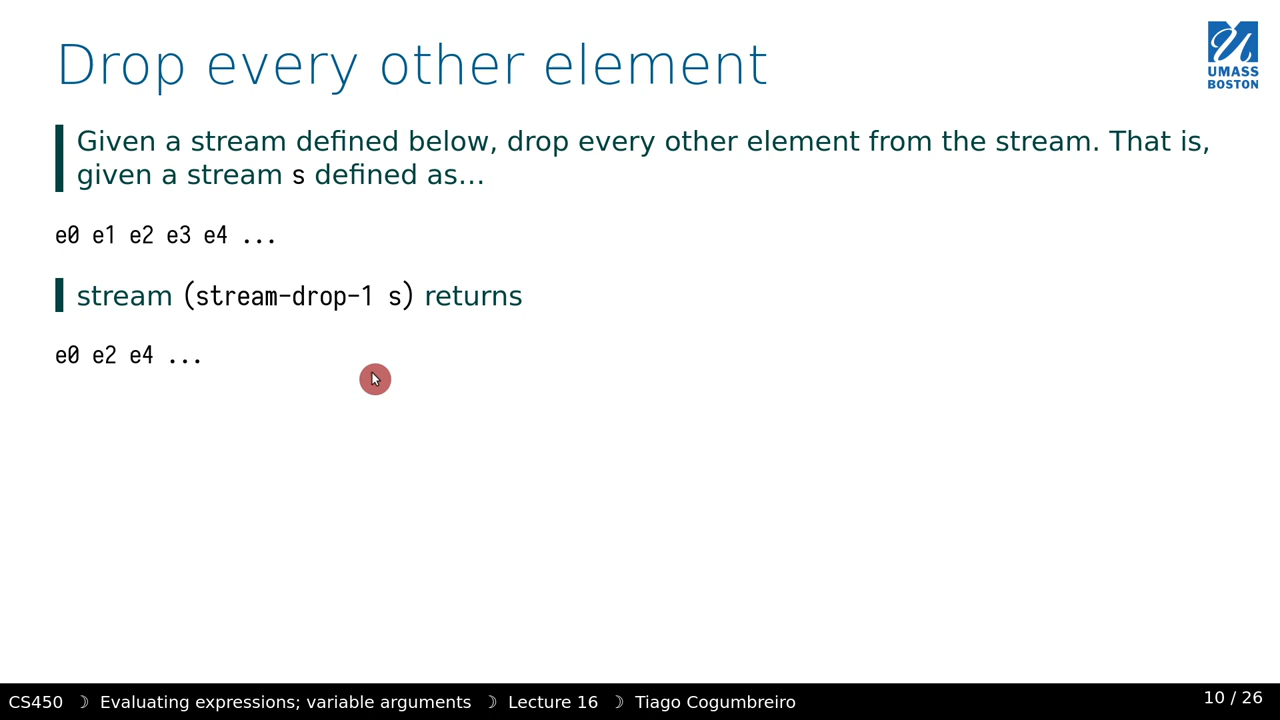 Drop every other element
UMASS
BOSTON
Given a stream defined below, drop every other element from the stream. That is,
given a stream s defined as…
e0 e1 e2 e3 e4 ...
stream (stream-drop-1 s) returns
e0 e2 e4 ...
CS450 ☽ Evaluating expressions; variable arguments ☽ Lecture 16 ☽ Tiago Cogumbreiro
10 / 26